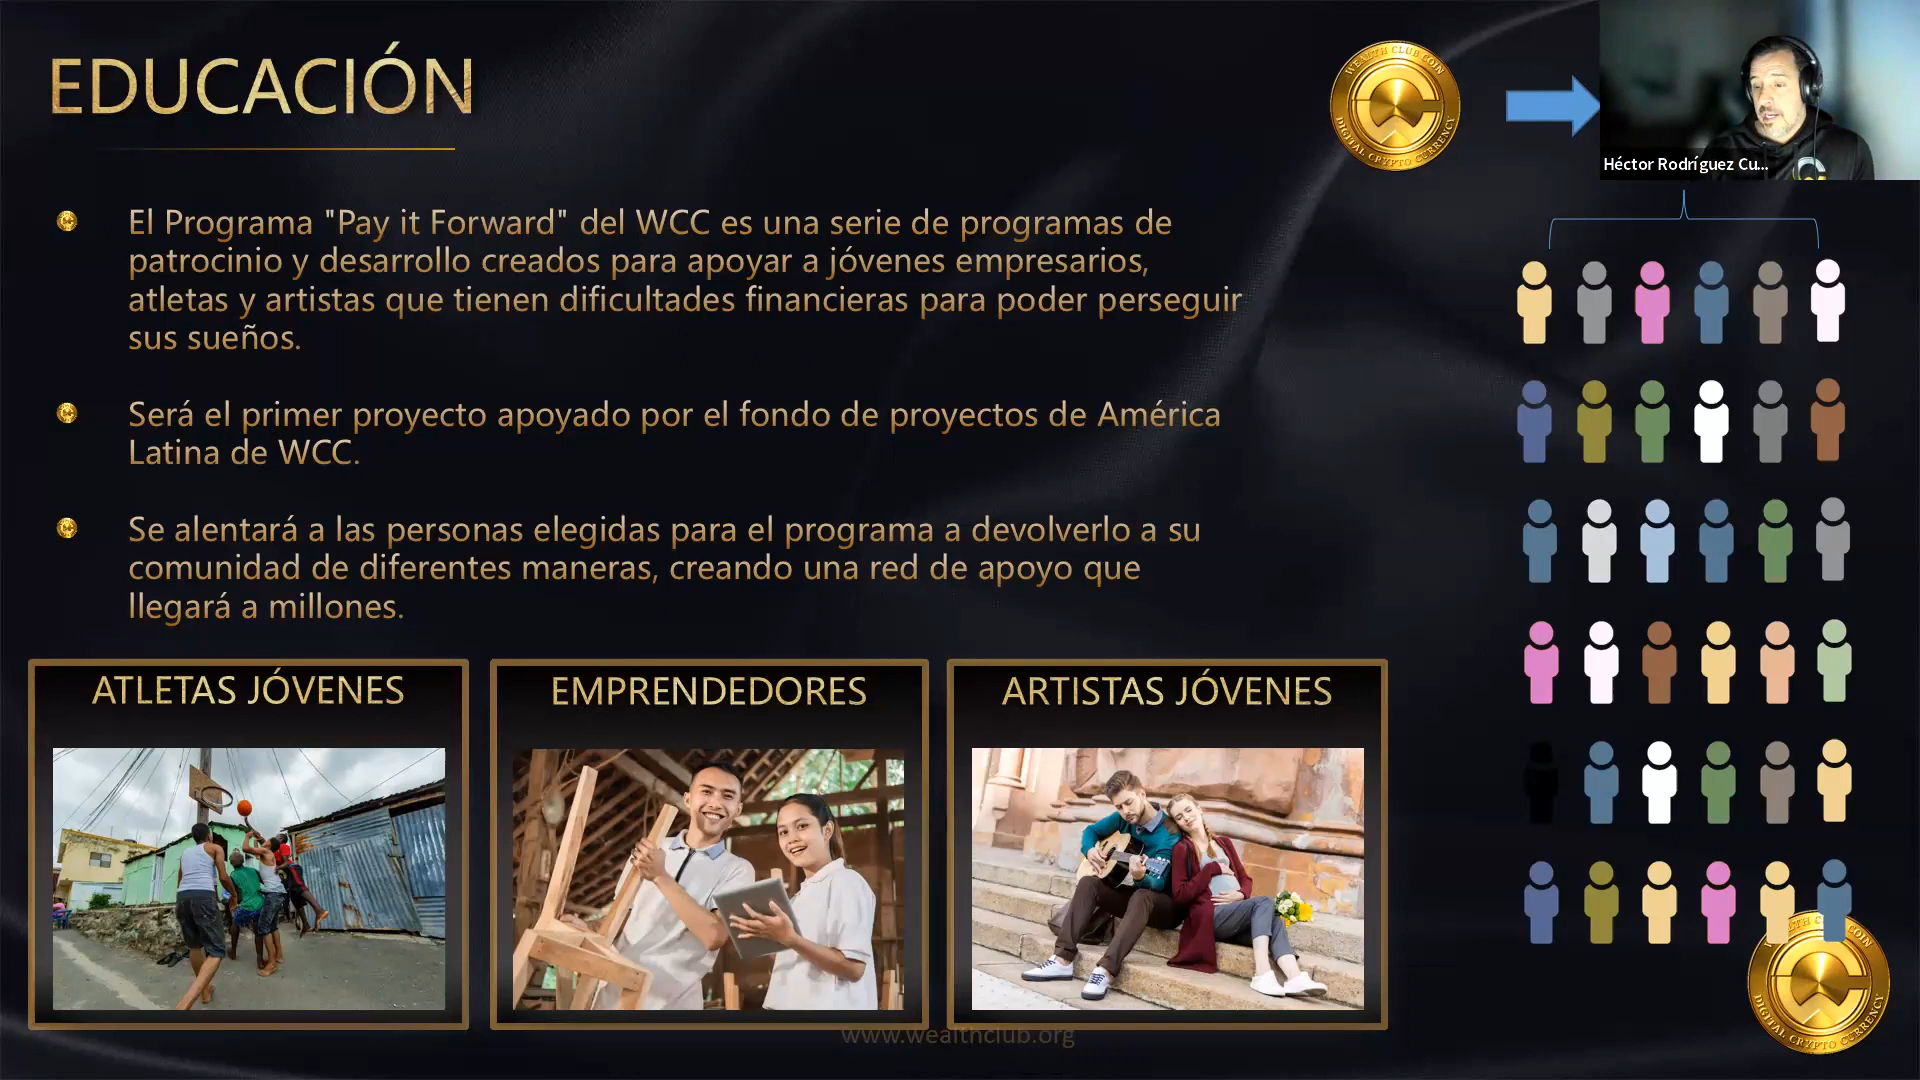 EDUCACIÓN
WEALTH CLUB COIN
DIGITAL CRYPTO CURRENCY
Héctor Rodríguez Cu...
El Programa "Pay it Forward" del WCC es una serie de programas de
patrocinio y desarrollo creados para apoyar a jóvenes empresarios,
atletas y artistas que tienen dificultades financieras para poder perseguir
sus sueños.
Será el primer proyecto apoyado por el fondo de proyectos de América
Latina de WCC.
Se alentará a las personas elegidas para el programa a devolverlo a su
comunidad de diferentes maneras, creando una red de apoyo que
llegará a millones.
ATLETAS JÓVENES
EMPRENDEDORES
ARTISTAS JÓVENES
www.wealthclub.org
COIN
DIGITAL CRYPTO CURRENCY